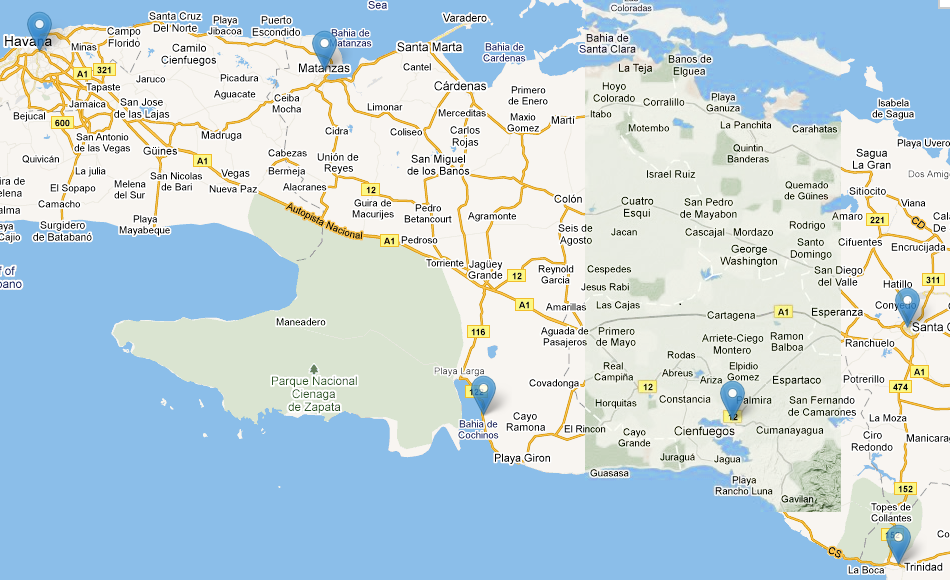 Sea
Las
Coloradas
Havana
Campo
Florido
Santa Cruz
Del Norte
Playa
Jibacoa
Puerto
Escondido
Bahia de
Matanzas
Varadero
Santa Marta
Bahia de
Cardenas
Bahia de
Santa Clara
Minas
A1
321
Camilo
Cienfuegos
Matanzas
Cantel
La Teja
Banos de
Elguea
Tapaste
Jaruco
Picadura
Aguacate
Cárdenas
Primero
de Enero
Hoyo
Colorado
Corralillo
Playa
Ganuza
Isabela
de Sagua
Jamaica
San Jose
de las Lajas
Ceiba
Mocha
Limonar
Merceditas
Maxio
Gomez
Martí
Itabo
Bejucal
600
Motembo
La Panchita
Carahatas
San Antonio
de las Vegas
Madruga
Cidra
Coliseo
Carlos
Rojas
Quintin
Banderas
Playa Uvero
Quivicán
Güines
A1
Cabezas
Bermeja
Unión de
Reyes
San Miguel
de los Baños
Sagua
La Gran
La julia
San Nicolas
de Bari
Vegas
Nueva Paz
Alacranes
Israel Ruiz
Dos Amig
ira de
elena
El Sopapo
Melena
del Sur
12
Colón
Quemado
de Güines
Sitiocito
alma
Camacho
Guira de
Macurijes
Pedro
Betancourt
Agramonte
Cuatro
Esqui
San Pedro
de Mayabon
Viana
aya
Cajio
Surgidero
de Batabanó
Playa
Mayabeque
Autopista Nacional
A1
Pedroso
Seis de
Agosto
Jacan
Cascajal
Mordazo
Rodrigo
Amaro
221
CD
Cal
De
George
Washington
Santo
Domingo
Cifuentes
Encrucijada
f of
bano
Torriente
Jagüey
Grande
12
Reynold
Garcia
Cespedes
Jesus Rabi
San Diego
del Valle
Hatillo
311
Maneadero
A1
Amarillas
Las Cajas
Cartagena
A1
Esperanza
Santa C
116
Aguada de
Pasajeros
Primero
de Mayo
Arriete-Ciego
Montero
Ramon
Balboa
Ranchuelo
Parque Nacional
Cienaga
de Zapata
Playa Larga
Covadonga
Real
Campiña
Rodas
Abreus
Ariza
Elpidio
Gomez
Espartaco
Potrerillo
A1
474
12
Horquitas
Constancia
Palmira
12
San Fernando
de Camarones
La Moza
Bahia de
Cochinos
Cayo
Ramona
El Rincon
Cayo
Grande
Cienfuegos
Cumanayagua
Ciro
Redondo
Manicarag
Playa Giron
Guasasa
Juraguá
Jagua
Playa
Rancho Luna
Gavilan
152
Topes de
Collantes
CS
La Boca
Trinidad
Co